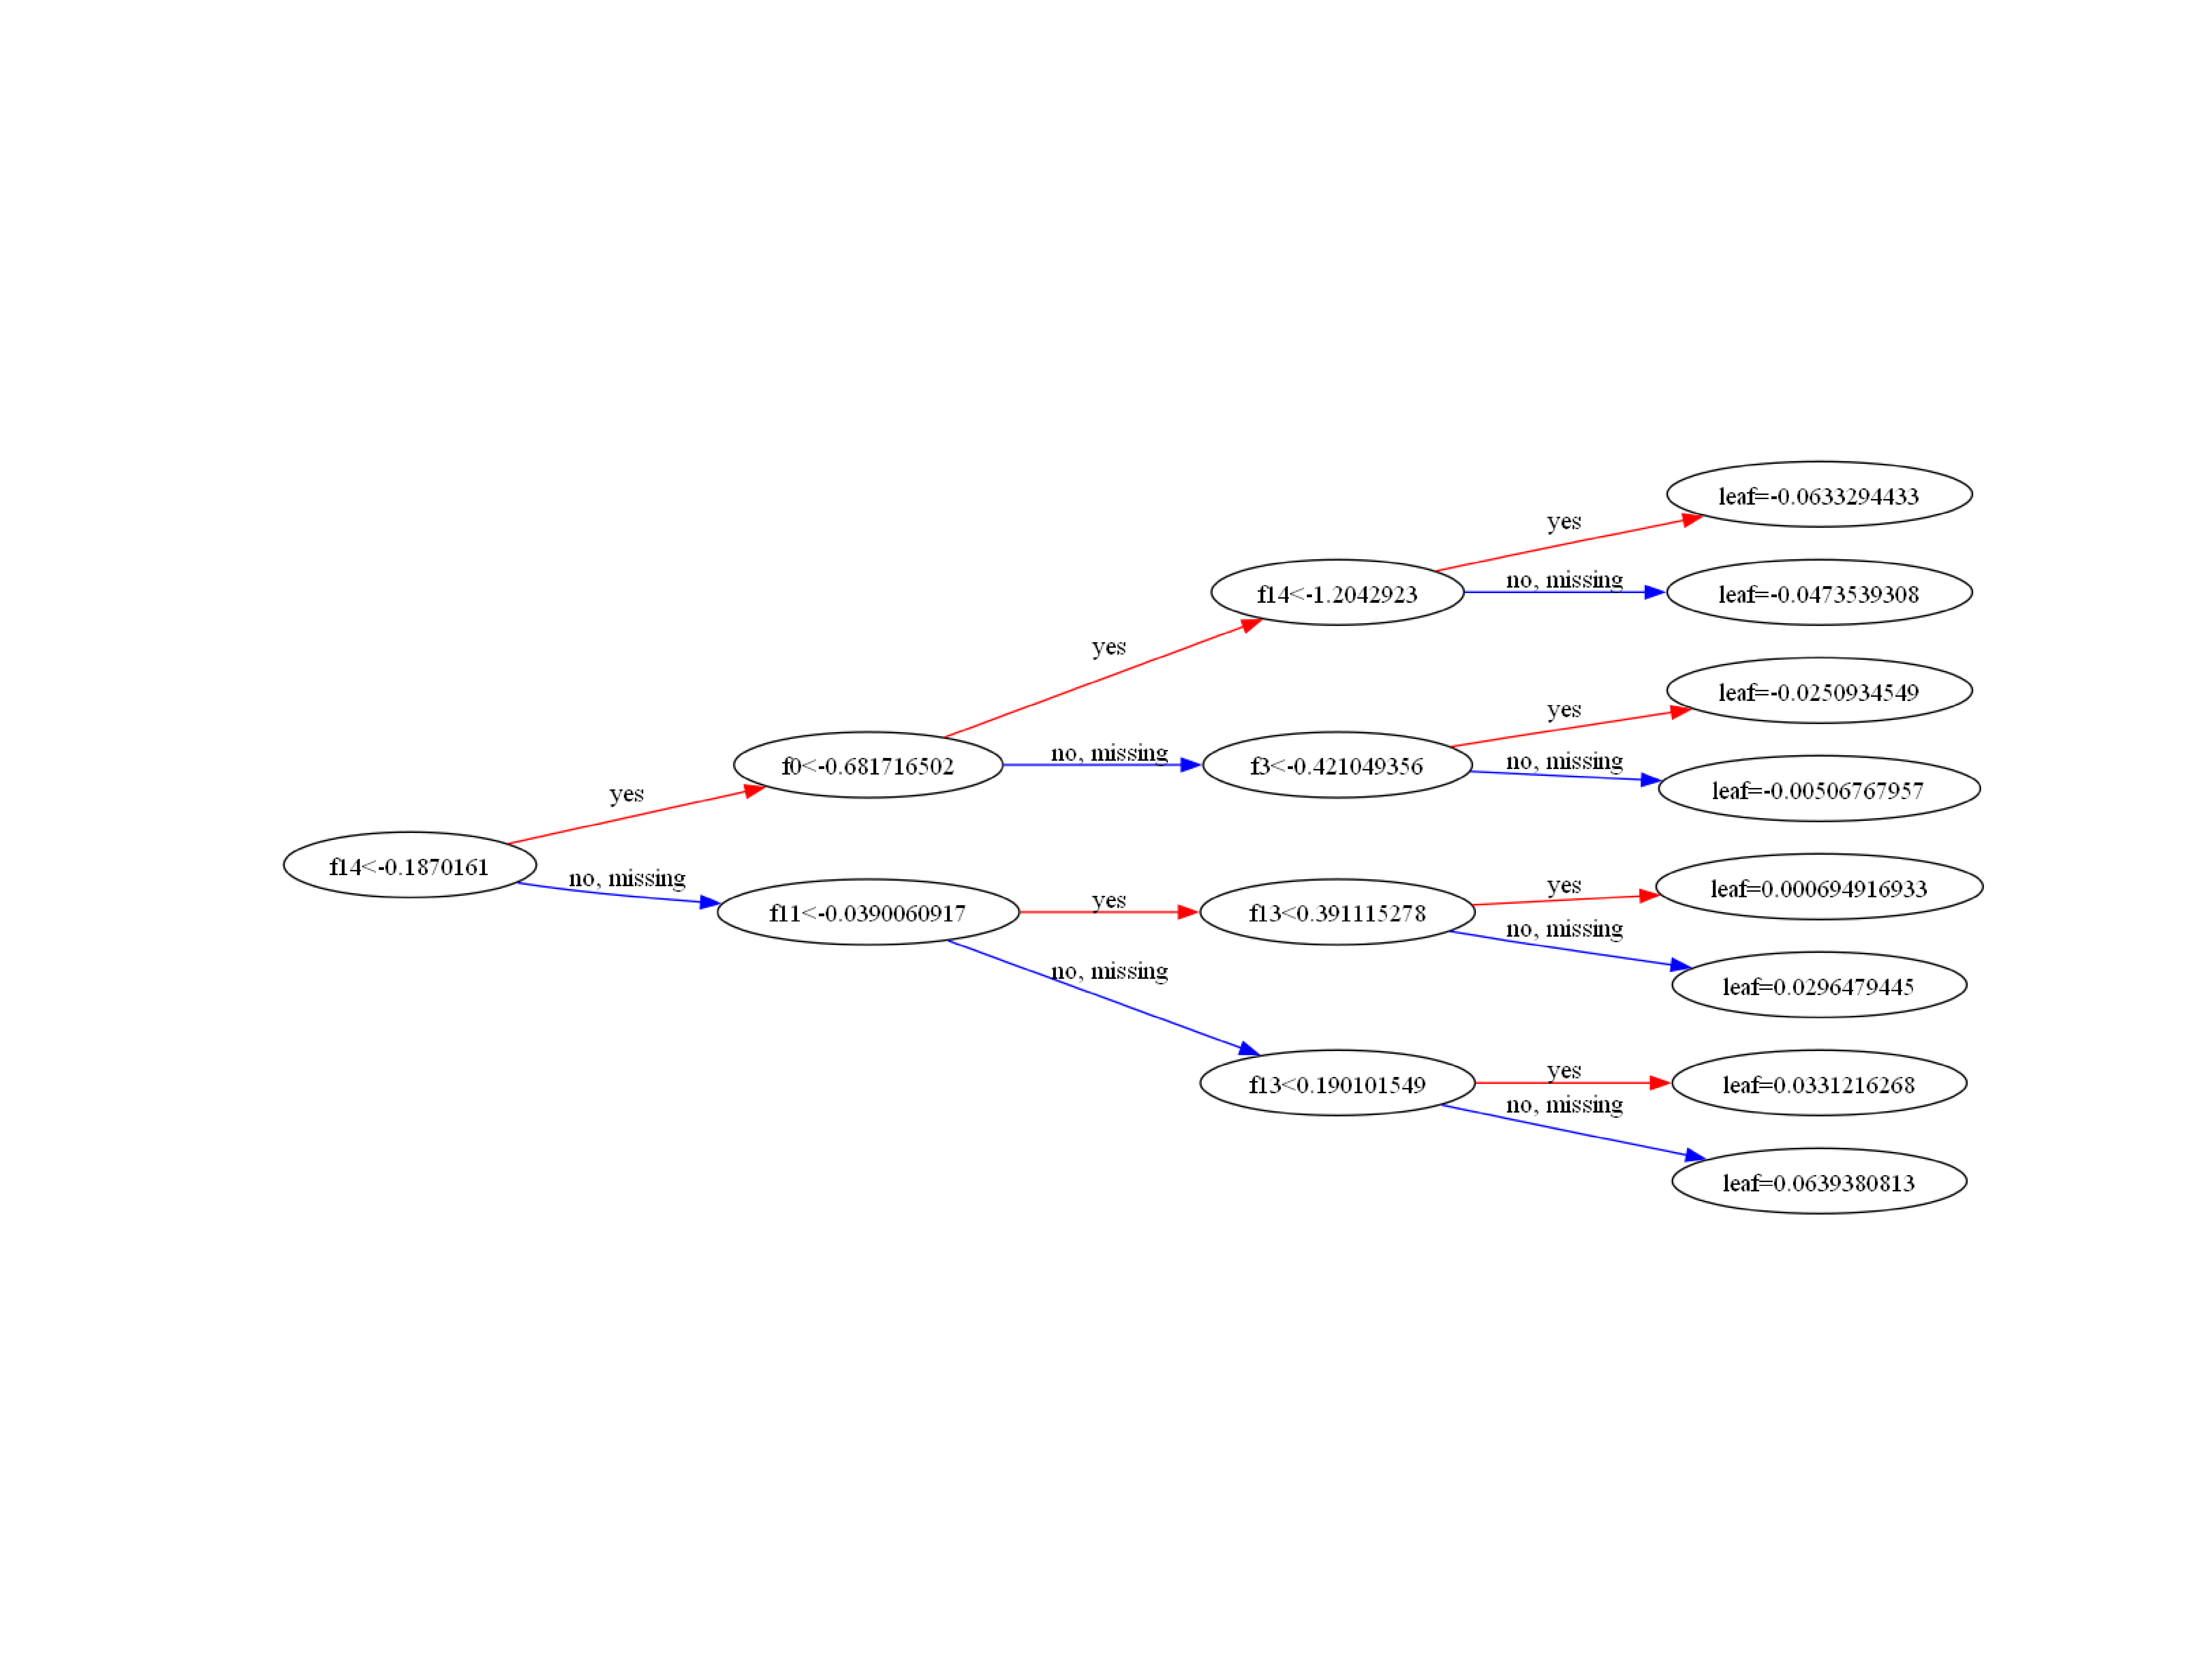 leaf=-0.0633294433
yes
f14<-1.2042923
no, missing
leaf=-0.0473539308
yes
leaf=-0.0250934549
yes
f0<-0.681716502
no, missing
f3<-0.421049356
no, missing
leaf=-0.00506767957
yes
f14<-0.1870161
no, missing
f11<-0.0390060917
yes
f13<0.391115278
yes
leaf=0.000694916933
no, missing
leaf=0.0296479445
no, missing
f13<0.190101549
yes
leaf=0.0331216268
no, missing
leaf=0.0639380813